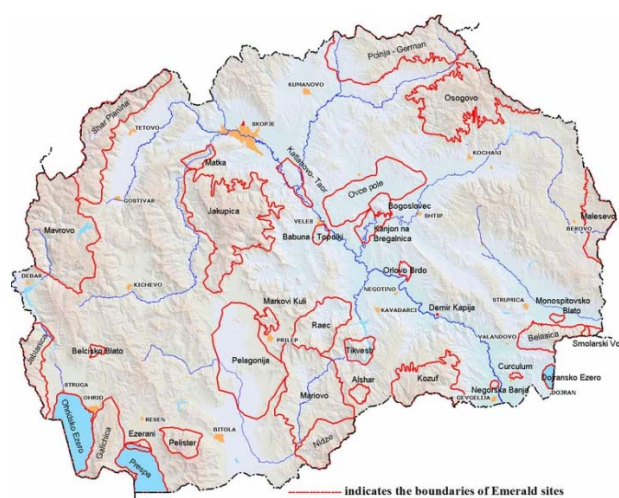 Polnja - German
KUMANOVO
Osogovo
Shar Planina
TETOVO
SKOPJE
Matka
Katlanovo- Taor
KOCHANI
Ovce pole
GOSTIVAR
Jakupica
Bogoslovec
SHTIP
Malesevo
VELES
Kanjon na
Bregalnica
Babuna
Topolki
BEROVO
Mavrovo
DEBAR
KICHEVO
Orlovo Brdo
NEGOTINO
Markovi Kuli
STRUMICA
Monospitovsko
Blato
KAVADARCI
Demir Kapija
Raec
PRILEP
VALANDOVO
Belasica
Smolarski Vo
Jablanica
Belcisko Blato
Pelagonija
Tikvesh
Curculum
Dojransko Ezero
Kozuf
Alshar
Negorska Banja
DOJRAN
GEVGELIJA
STRUGA
OHRID
Mariovo
Ohridsko Ezero
Galichica
RESEN
Ezerani
Pelister
BITOLA
Nidze
Prespa
indicates the boundaries of Emerald sites